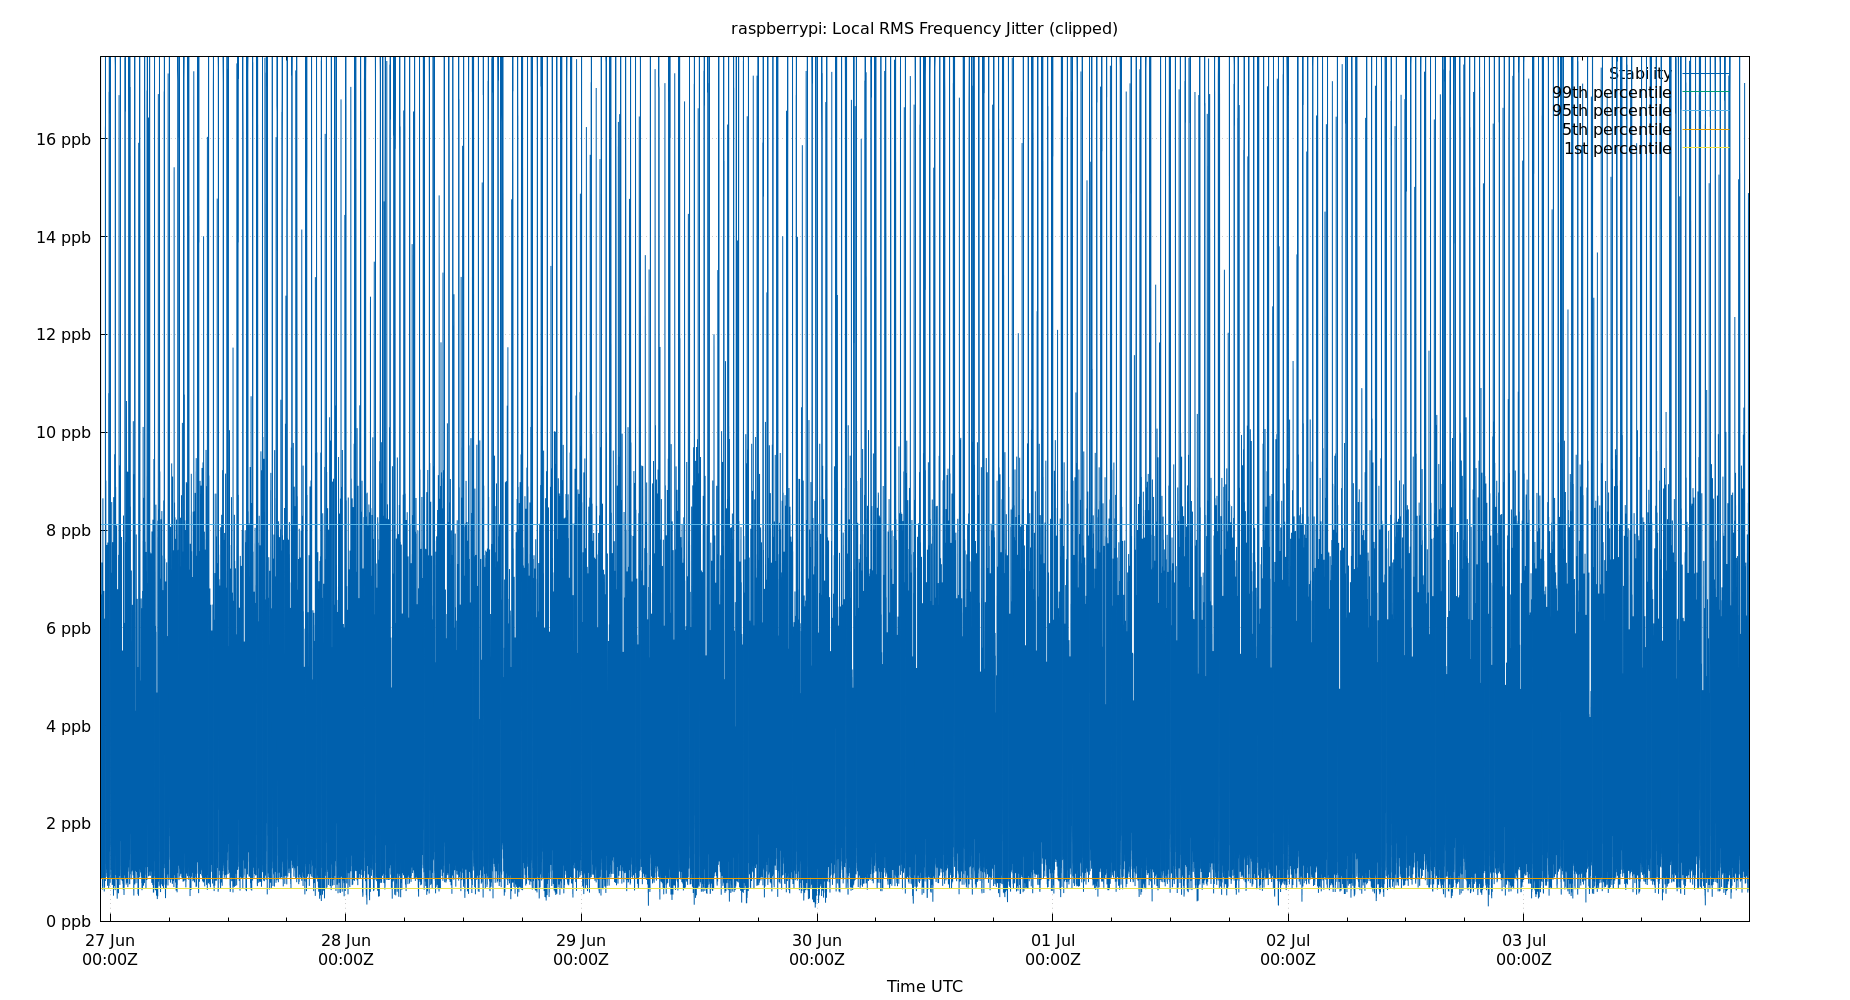 raspberrypi: Local RMS Frequency Jitter (clipped)
Stability
99th percentile
95th percentile
5th percentile
1st percentile
16 ppb
14 ppb
12 ppb
10 ppb
8 ppb
6 ppb
4 ppb
2 ppb
0 ppb
27 Jun 28 Jun 29 Jun 30 Jun 01 Jul 02 Jul 03 Jul
00:00Z 00:00Z 00:00Z 00:00Z 00:00Z 00:00Z 00:00Z
Time UTC